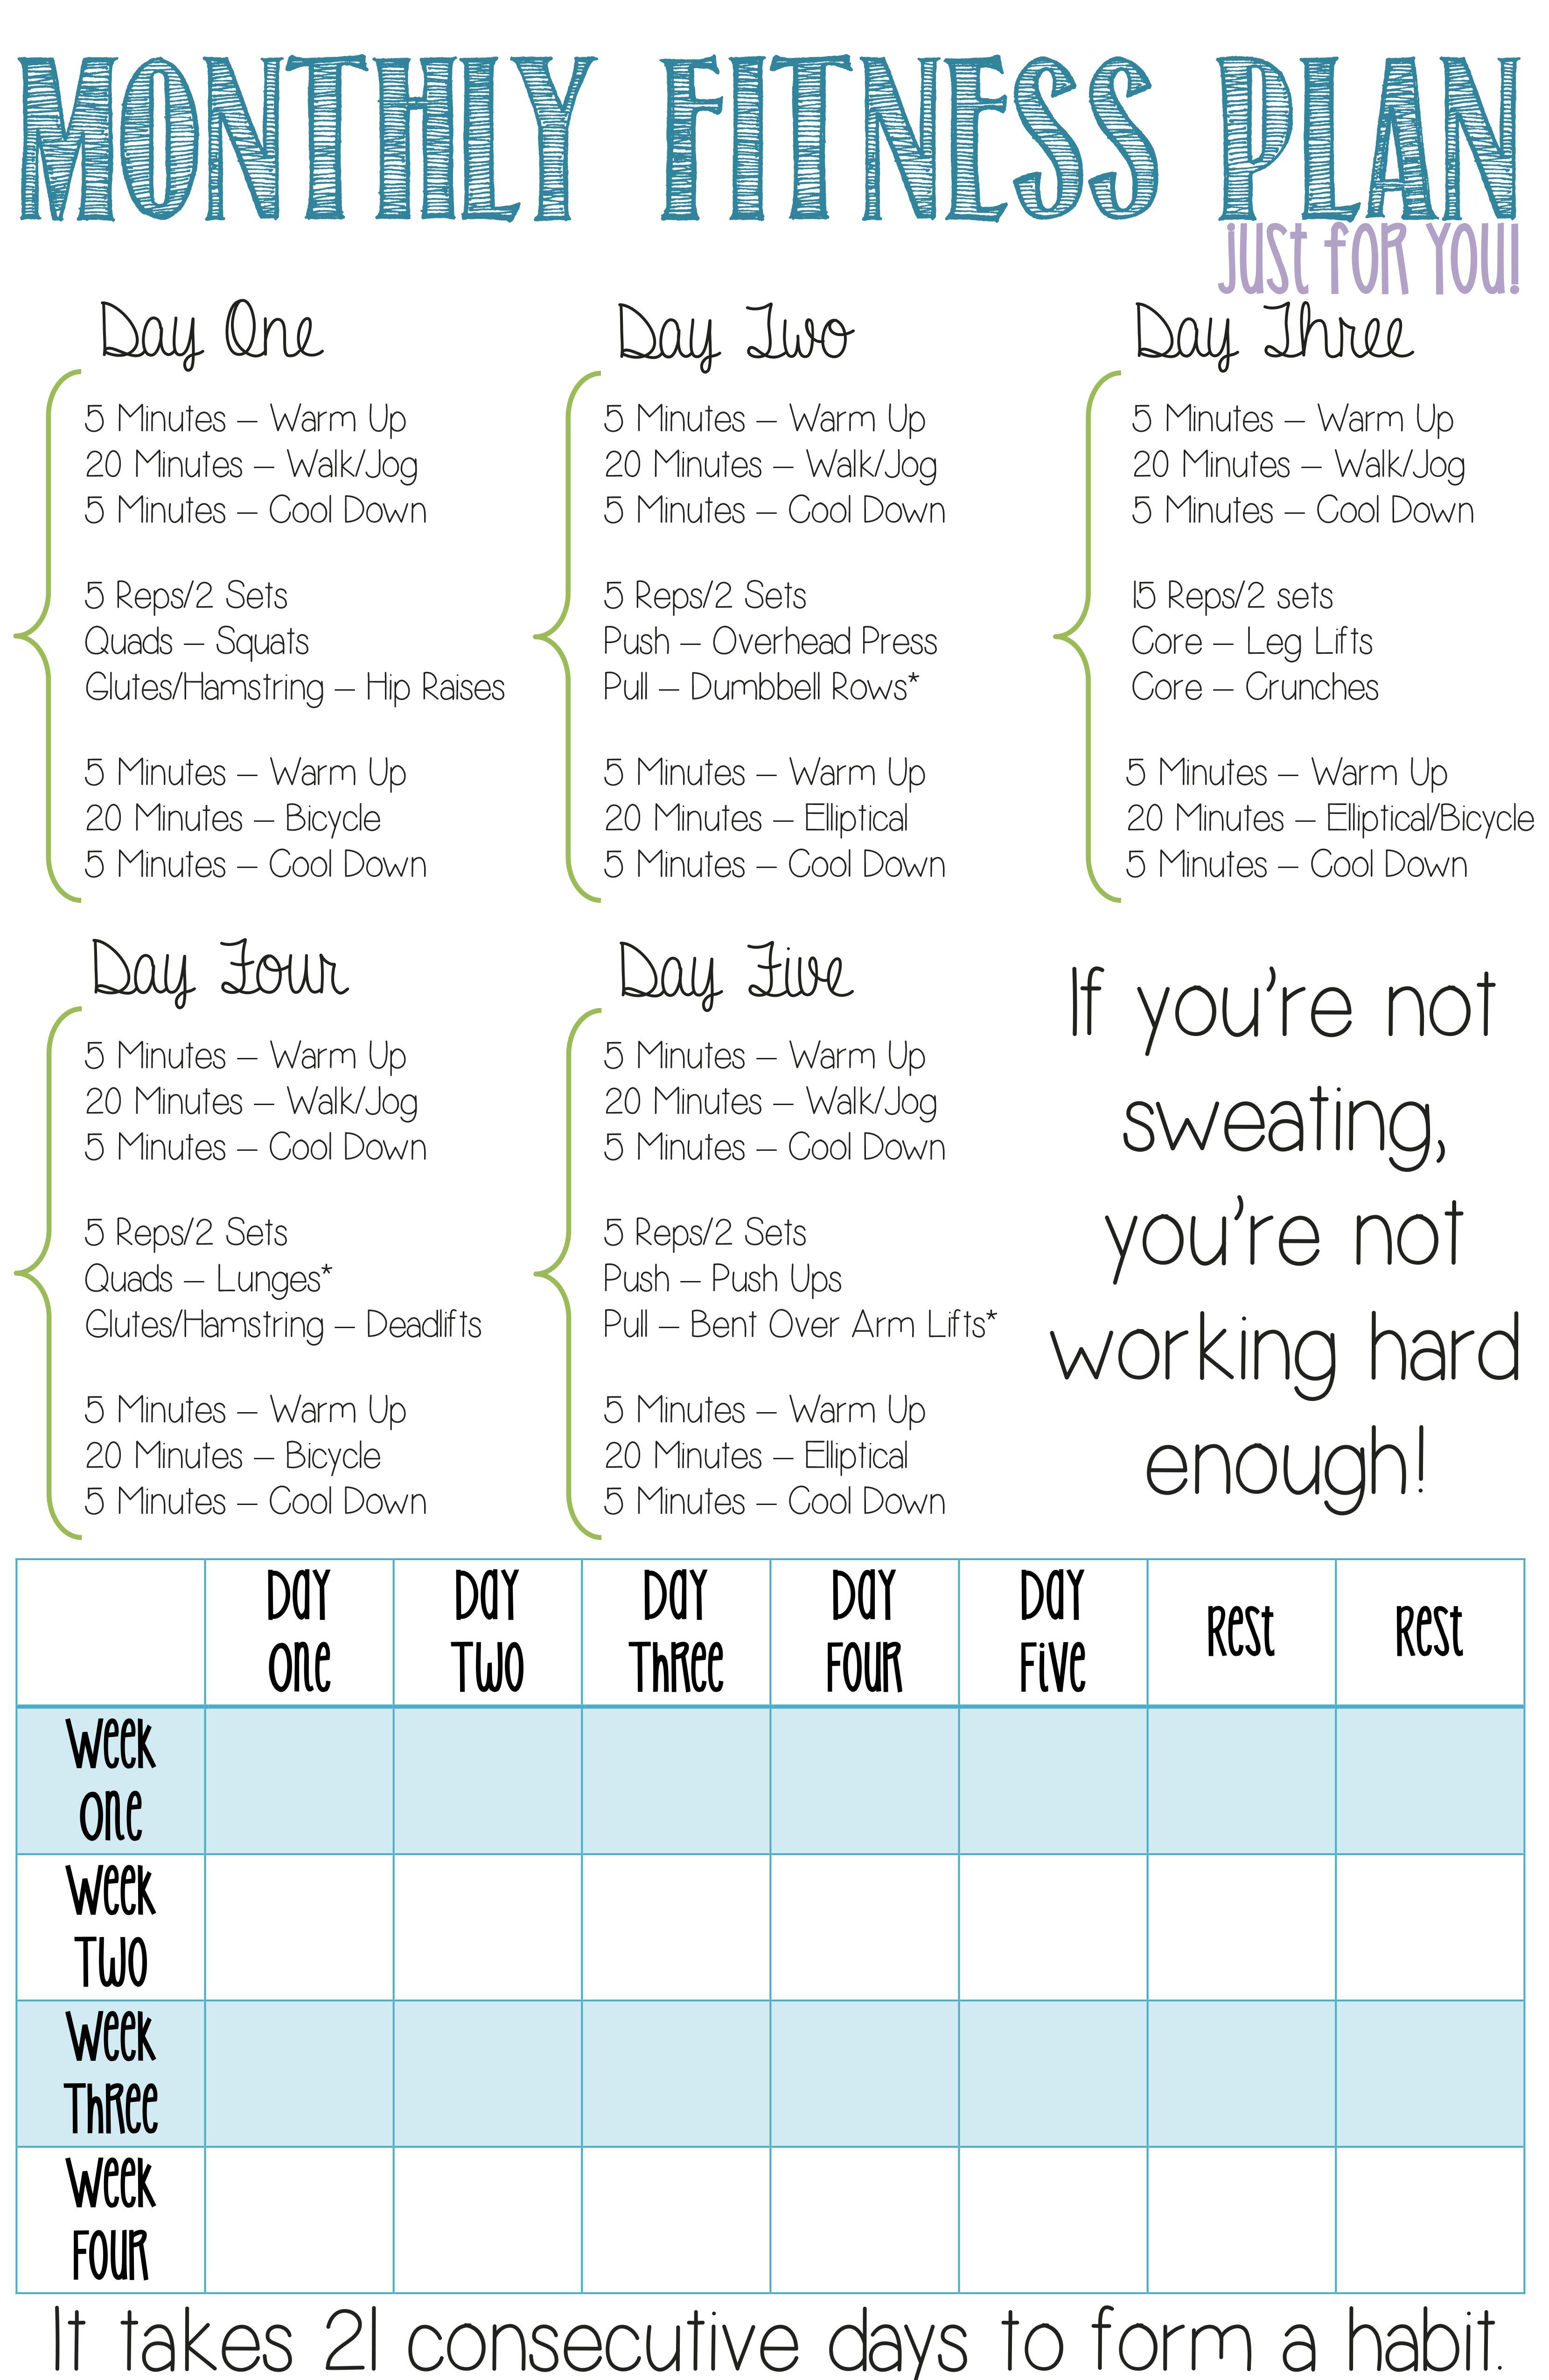 MONTHLY FITNESS PLAN
just for you!
Day One
5 Minutes – Warm Up
20 Minutes – Walk/Jog
5 Minutes – Cool Down
5 Reps/2 Sets
Quads – Squats
Glutes/Hamstring – Hip Raises
5 Minutes – Warm Up
20 Minutes – Bicycle
5 Minutes – Cool Down
Day Two
5 Minutes – Warm Up
20 Minutes – Walk/Jog
5 Minutes – Cool Down
5 Reps/2 Sets
Push – Overhead Press
Pull – Dumbbell Rows*
5 Minutes – Warm Up
20 Minutes – Elliptical
5 Minutes – Cool Down
Day Three
5 Minutes – Warm Up
20 Minutes – Walk/Jog
5 Minutes – Cool Down
15 Reps/2 sets
Core – Leg Lifts
Core – Crunches
5 Minutes – Warm Up
20 Minutes – Elliptical/Bicycle
5 Minutes – Cool Down
Day Four
5 Minutes – Warm Up
20 Minutes – Walk/Jog
5 Minutes – Cool Down
5 Reps/2 Sets
Quads – Lunges*
Glutes/Hamstring – Deadlifts
5 Minutes – Warm Up
20 Minutes – Bicycle
5 Minutes – Cool Down
Day Five
5 Minutes – Warm Up
20 Minutes – Walk/Jog
5 Minutes – Cool Down
5 Reps/2 Sets
Push – Push Ups
Pull – Bent Over Arm Lifts*
5 Minutes – Warm Up
20 Minutes – Elliptical
5 Minutes – Cool Down
If you're not
sweating,
you're not
working hard
enough!
Day One
Day Two
Day Three
Day Four
Day Five
Rest
Rest
Week One
Week Two
Week Three
Week Four
It takes 21 consecutive days to form a habit.